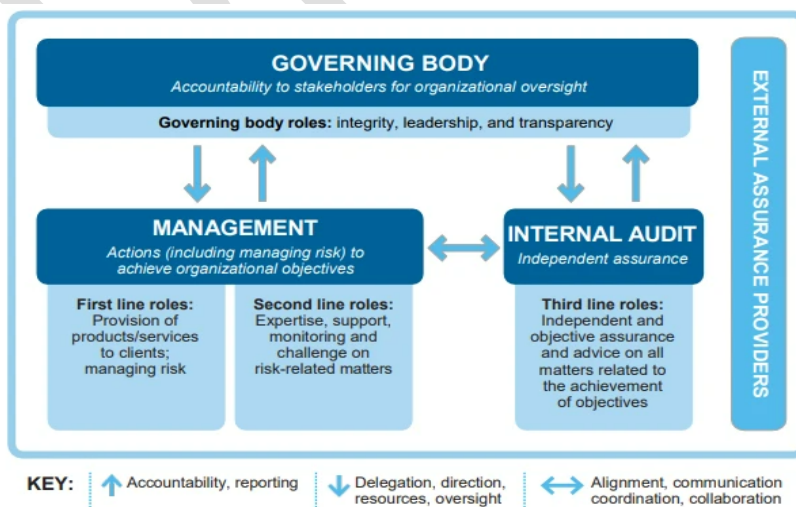 GOVERNING BODY
Accountability to stakeholders for organizational oversight
Governing body roles: integrity, leadership, and transparency
MANAGEMENT
Actions (including managing risk) to
achieve organizational objectives
First line roles:
Provision of
products/services
to clients;
managing risk
Second line roles:
Expertise, support,
monitoring and
challenge on
risk-related matters
INTERNAL AUDIT
Independent assurance
Third line roles:
Independent and
objective assurance
and advice on all
matters related to
the achievement
of objectives
EXTERNAL ASSURANCE PROVIDERS
KEY:
Accountability, reporting
Delegation, direction,
resources, oversight
Alignment, communication
coordination, collaboration